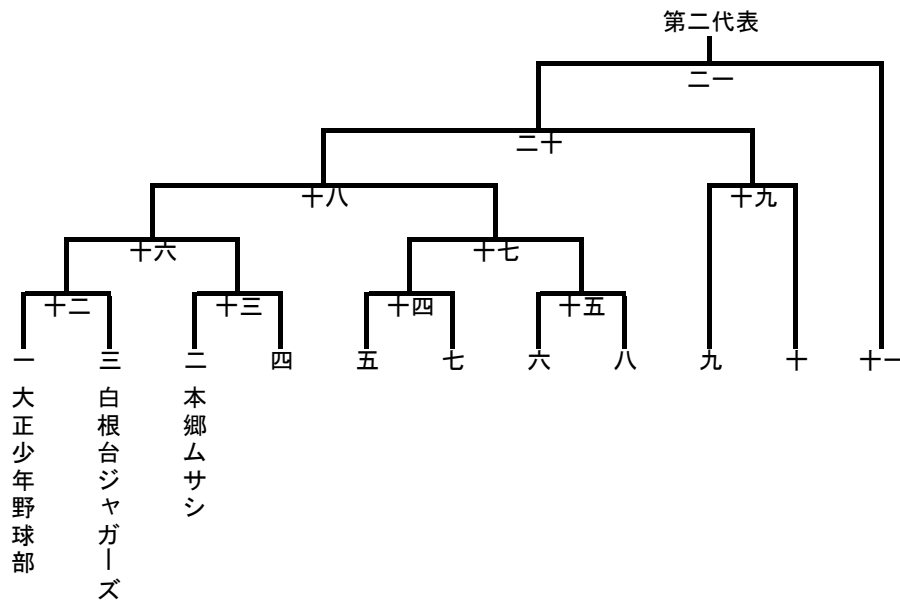 第二代表
二一
二十
十八
十九
十六
十七
十二
十三
十四
十五
一
三
二
四
五
七
六
八
九
十
十一
大正少年野球部
白根台ジャガーズ
本郷ムサシ